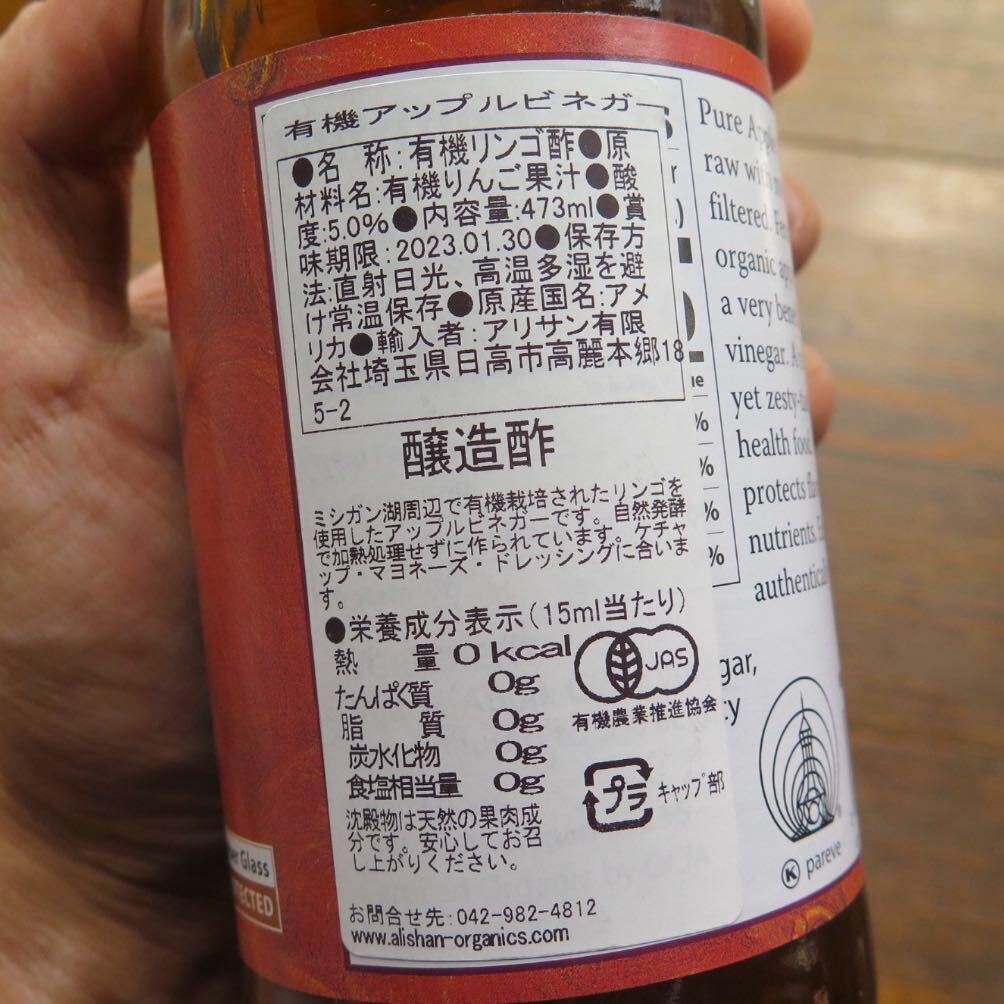 有機アップルビネガー
●名 称:有機リンゴ酢●原
材料名:有機りんご果汁●酸
度:5.0%●内容量:473ml●賞
味期限:2023.01.30●保存方
法:直射日光、高温多湿を避
け常温保存●原産国名:アメ
リカ●輸入者:アリサン有限
会社埼玉県日高市高麗本郷18
5-2
醸造酢
ミシガン湖周辺で有機栽培されたリンゴを
使用したアップルビネガーです。自然発酵
で加熱処理せずに作られています。ケチャ
ップ・マヨネーズ・ドレッシングに合いま
す。
●栄養成分表示(15ml当たり)
熱 量 0kcal
たんぱく質 0g
脂 質 0g
炭水化物 0g
食塩相当量 0g
JAS
有機農業推進協会
プラ
キャップ部
沈殿物は天然の果肉成
分です。安心してお召
し上がりください。
お問合せ先:042-982-4812
www.alishan-organics.com
Pure
raw
filtered.
organic
a very
vinegar.
yet
health food
protects
nutrients.
%
%
%
%
Glass
K pareve